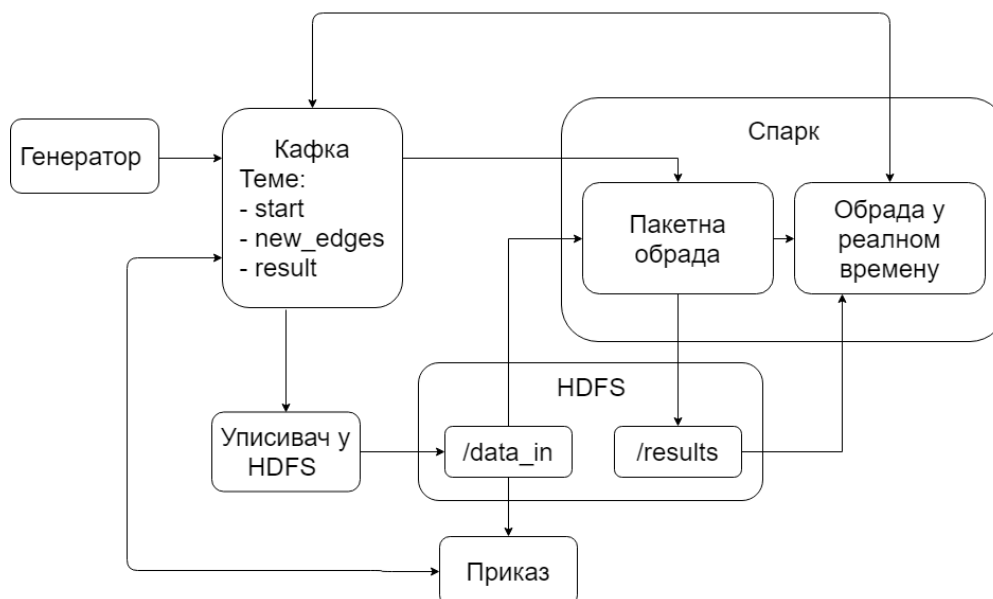 Генератор
Кафка
Теме:
- start
- new_edges
- result
Спарк
Пакетна
обрада
Обрада у
реалном
времену
HDFS
Уписивач у
HDFS
/data_in
/results
Приказ